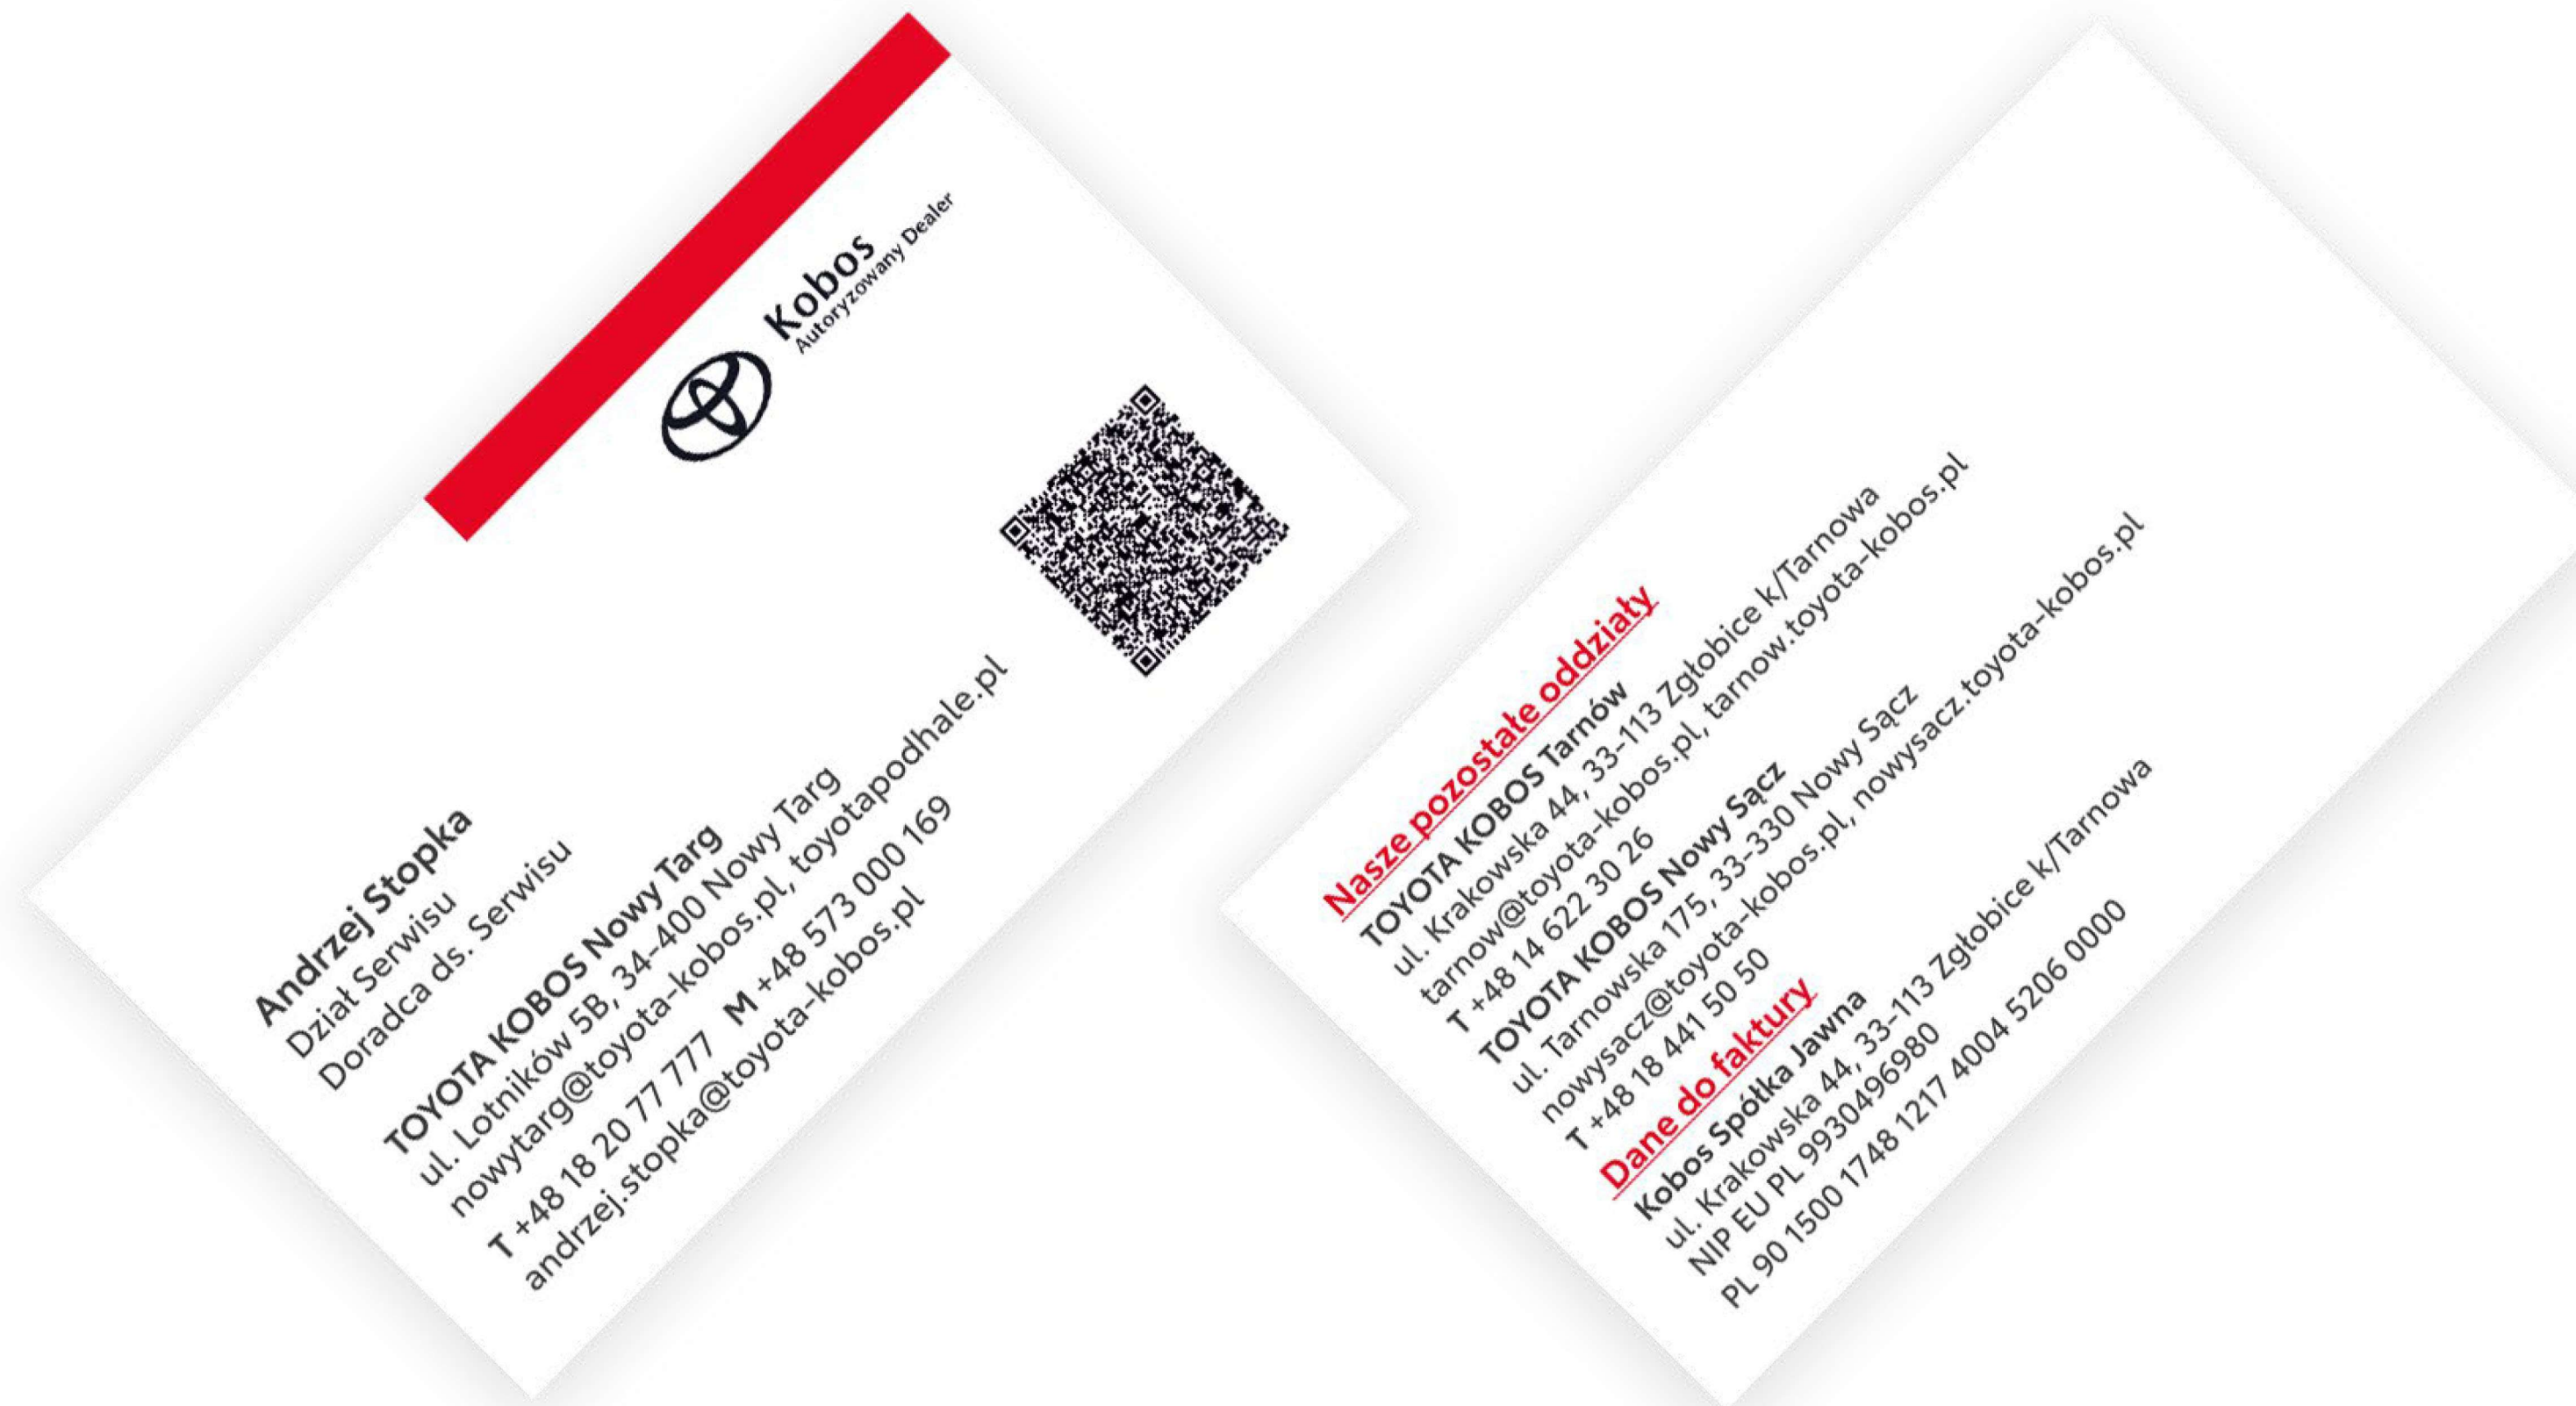 Kobos
Autoryzowany Dealer
Andrzej Stopka
Dział Serwisu
Doradca ds. Serwisu
TOYOTA KOBOS Nowy Targ
ul. Lotników 5B, 34-400 Nowy Targ
nowytarg@toyota-kobos.pl, toyotapodhale.pl
T +48 18 20 77 777 M +48 573 000 169
andrzej.stopka@toyota-kobos.pl
Nasze pozostałe oddziały
TOYOTA KOBOS Tarnów
ul. Krakowska 44, 33-113 Zgłobice k/Tarnowa
tarnow@toyota-kobos.pl, tarnow.toyota-kobos.pl
T +48 14 622 30 26
TOYOTA KOBOS Nowy Sącz
ul. Tarnowska 175, 33-330 Nowy Sącz
nowysacz@toyota-kobos.pl, nowysacz.toyota-kobos.pl
T +48 18 441 50 50
Dane do faktury
Kobos Spółka Jawna
ul. Krakowska 44, 33-113 Zgłobice k/Tarnowa
NIP EU PL 9930496980
PL 90 1500 1748 1217 4004 5206 0000